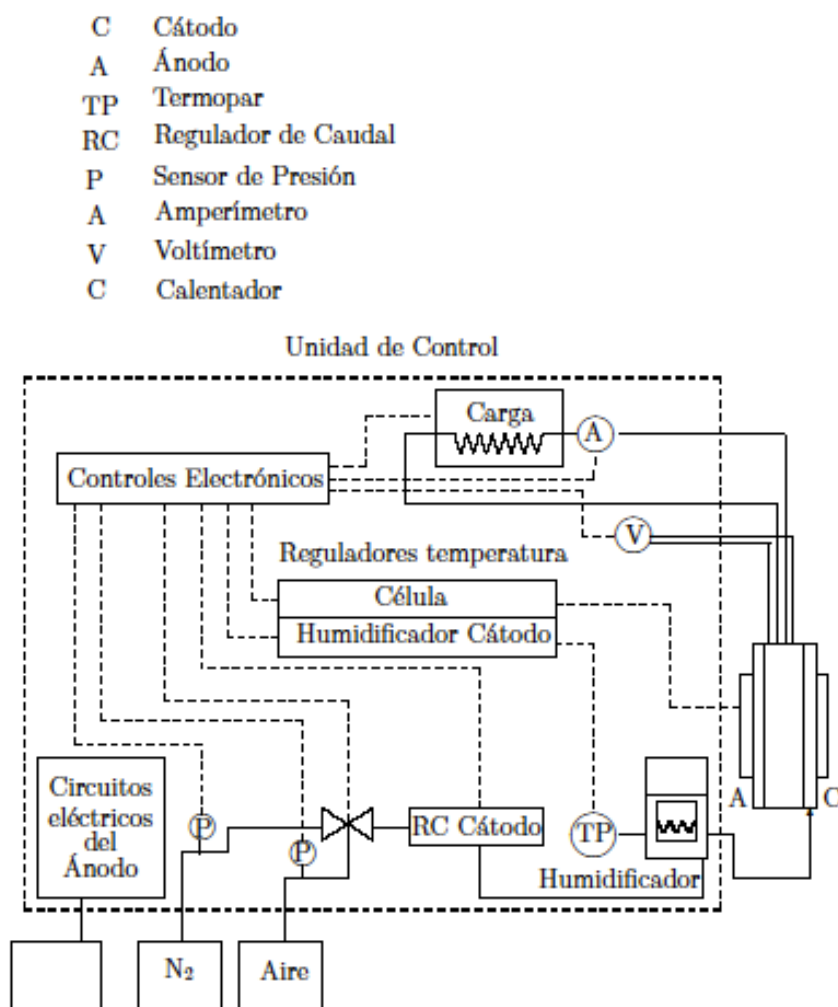 C Cátodo
A Ánodo
TP Termopar
RC Regulador de Caudal
P Sensor de Presión
A Amperímetro
V Voltímetro
C Calentador
Unidad de Control
Carga
A
Controles Electrónicos
V
Reguladores temperatura
Célula
Humidificador Cátodo
Circuitos
eléctricos
del
Ánodo
P
P
RC Cátodo
TP
A
C
Humidificador
N₂
Aire